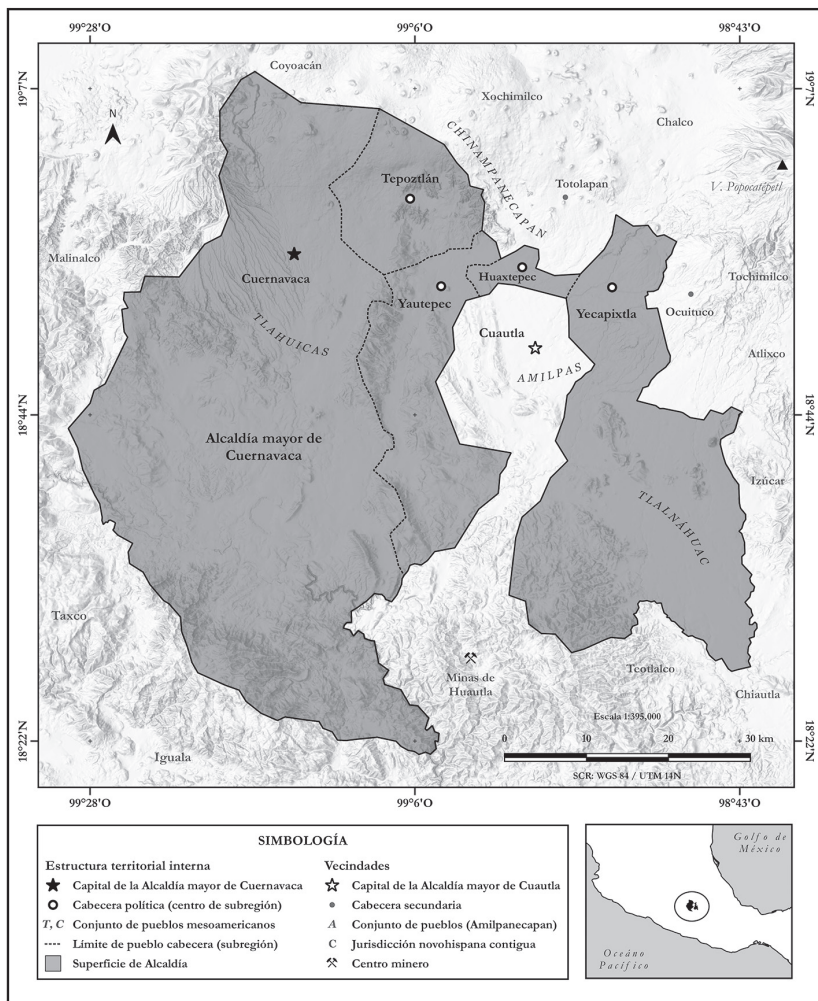 99°28'O 99°6'O 98°43'O
Coyoacán
19°7'N 19°7'N
Xochimilco
N
Chalco
CHINAMPANECAPAN
Tepoztlán
Totolapan
V. Popocatépetl
Malinalco
Cuernavaca
Huaxtepec
Tochimilco
Yautepec
Yecapixtla
Ocuituco
TLAHUICAS
Cuautla
Atlixco
AMILPAS
18°44'N 18°44'N
Alcaldía mayor de
Cuernavaca
Izúcar
TLALNÁHUAC
Taxco
Minas de
Huautla
Teotlalco
Chiautla
Escala 1:395,000
0 10 20 30 km
18°22'N 18°22'N
Iguala
SCR: WGS 84 / UTM 14N
99°28'O 99°6'O 98°43'O
SIMBOLOGÍA
Estructura territorial interna
Capital de la Alcaldía mayor de Cuernavaca
Cabecera política (centro de subregión)
T, C Conjunto de pueblos mesoamericanos
Límite de pueblo cabecera (subregión)
Superficie de Alcaldía
Vecindades
Capital de la Alcaldía mayor de Cuautla
Cabecera secundaria
A Conjunto de pueblos (Amilpanecapan)
C Jurisdicción novohispana contigua
Centro minero
Golfo de
México
Océano
Pacífico